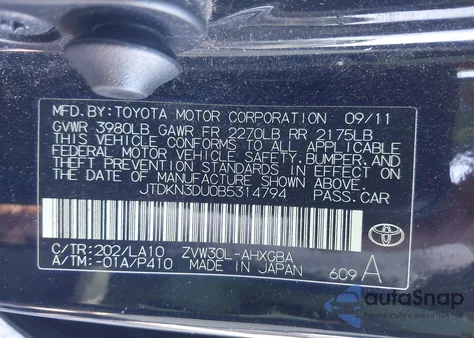 MFD. BY: TOYOTA MOTOR CORPORATION 09/11
GVWR 3980LB GAWR FR 2270LB RR 2175LB
THIS VEHICLE CONFORMS TO ALL APPLICABLE
FEDERAL MOTOR VEHICLE SAFETY, BUMPER, AND
THEFT PREVENTION STANDARDS IN EFFECT ON
THE DATE OF MANUFACTURE SHOWN ABOVE.
JTDKN3DU0B5314794 PASS. CAR
C/TR: 202/LA10 ZVW30L-AHXGBA
A/TM: -01A/P410 MADE IN JAPAN 609 A
autaSnap